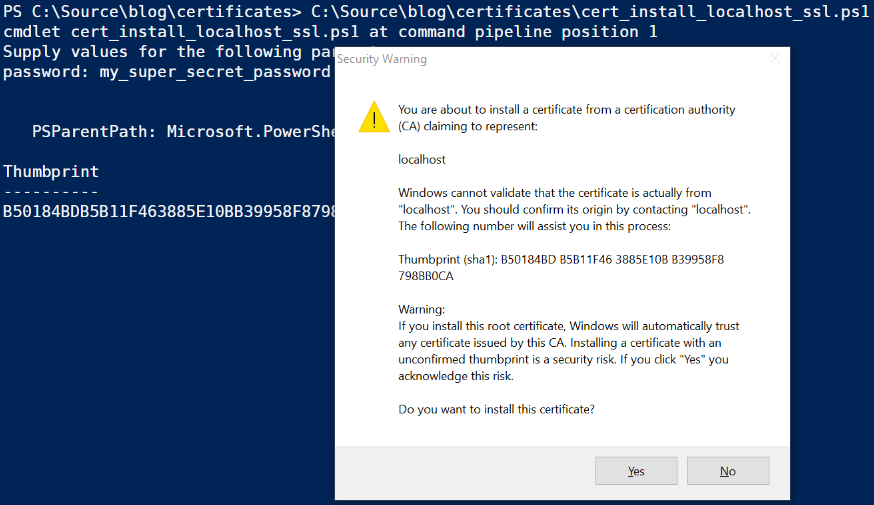 PS C:\Source\blog\certificates> C:\Source\blog\certificates\cert_install_localhost_ssl.ps1
cmdlet cert_install_localhost_ssl.ps1 at command pipeline position 1
Supply values for the following
password: my_super_secret_password
PSParentPath: Microsoft.PowerShe
Thumbprint
----------
B50184BDB5B11F463885E10BB39958F8798
Security Warning
You are about to install a certificate from a certification authority
(CA) claiming to represent:
localhost
Windows cannot validate that the certificate is actually from
"localhost". You should confirm its origin by contacting "localhost".
The following number will assist you in this process:
Thumbprint (sha1): B50184BD B5B11F46 3885E10B B39958F8
798BB0CA
Warning:
If you install this root certificate, Windows will automatically trust
any certificate issued by this CA. Installing a certificate with an
unconfirmed thumbprint is a security risk. If you click "Yes" you
acknowledge this risk.
Do you want to install this certificate?
Yes
No